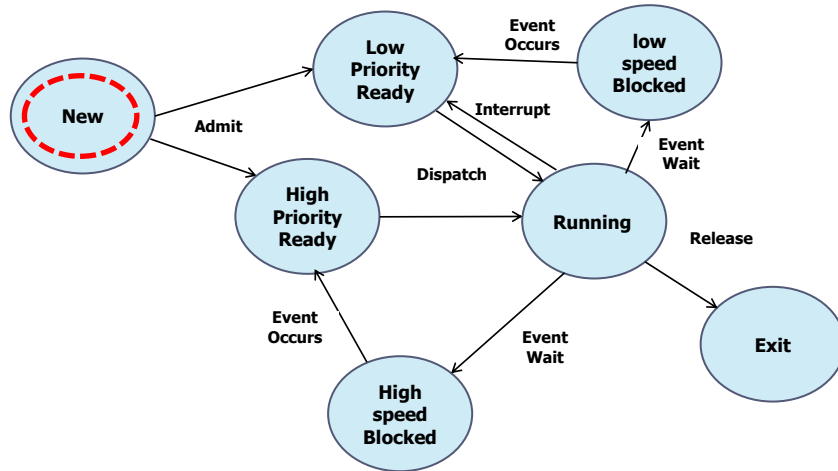 Event
Occurs
Low
Priority
Ready
low
speed
Blocked
New
Admit
Interrupt
Event
Wait
Dispatch
High
Priority
Ready
Running
Release
Event
Occurs
Event
Wait
Exit
High
speed
Blocked